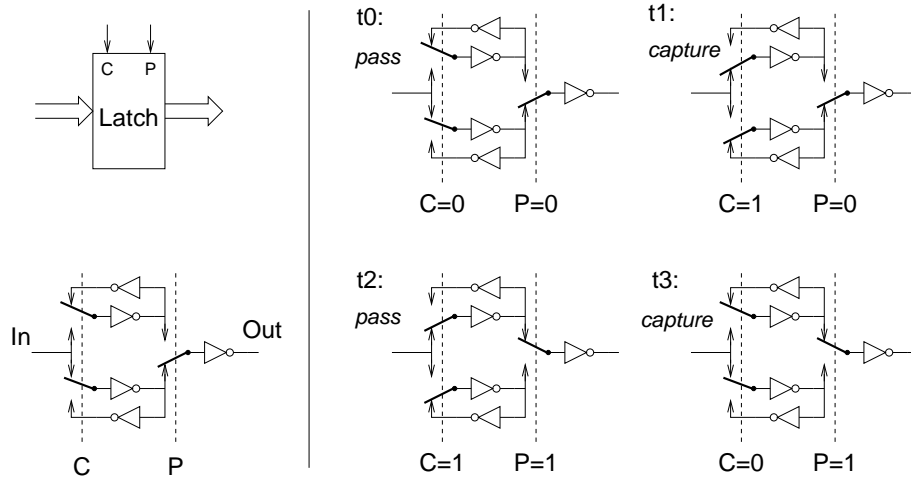 C P
Latch
In
Out
C P
t0:
pass
C=0 P=0
t1:
capture
C=1 P=0
t2:
pass
C=1 P=1
t3:
capture
C=0 P=1